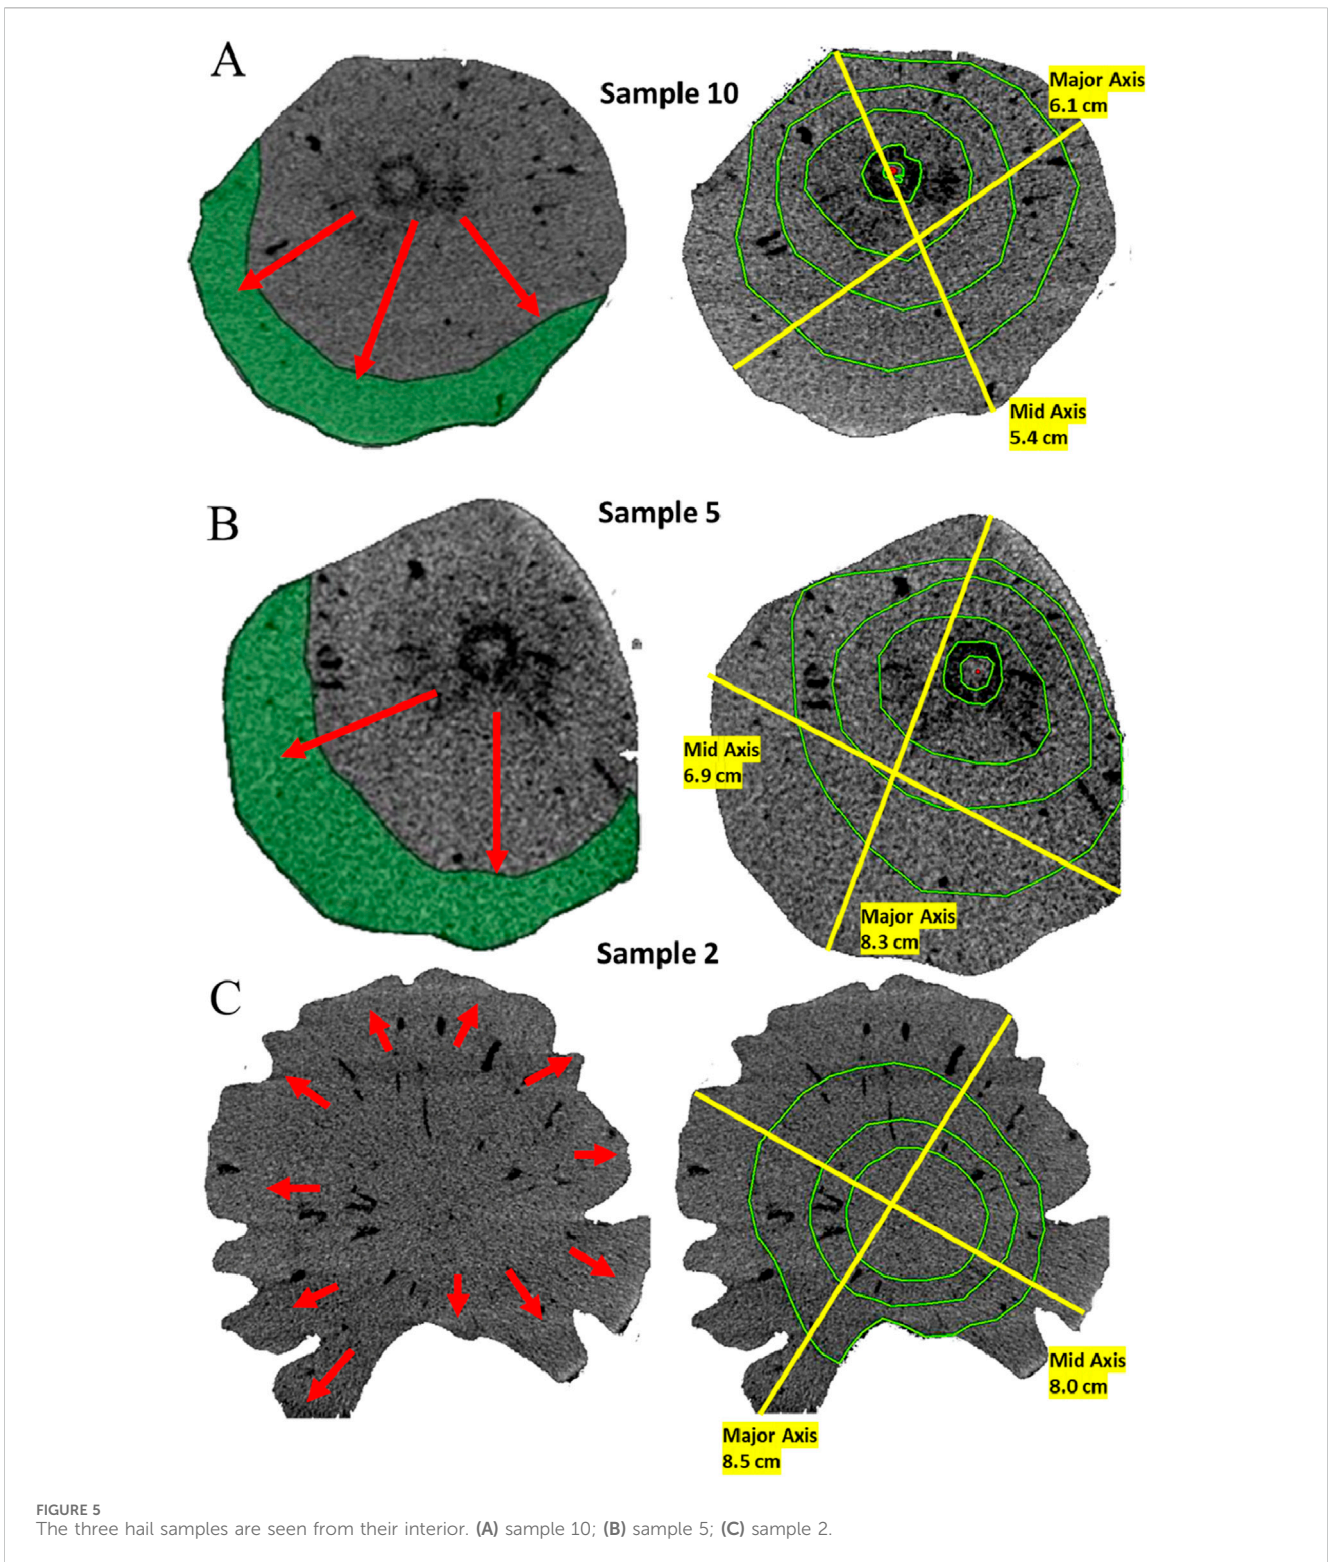 A
Sample 10
Major Axis
6.1 cm
Mid Axis
5.4 cm
B
Sample 5
Mid Axis
6.9 cm
Major Axis
8.3 cm
Sample 2
C
Mid Axis
8.0 cm
Major Axis
8.5 cm
FIGURE 5
The three hail samples are seen from their interior. (A) sample 10; (B) sample 5; (C) sample 2.